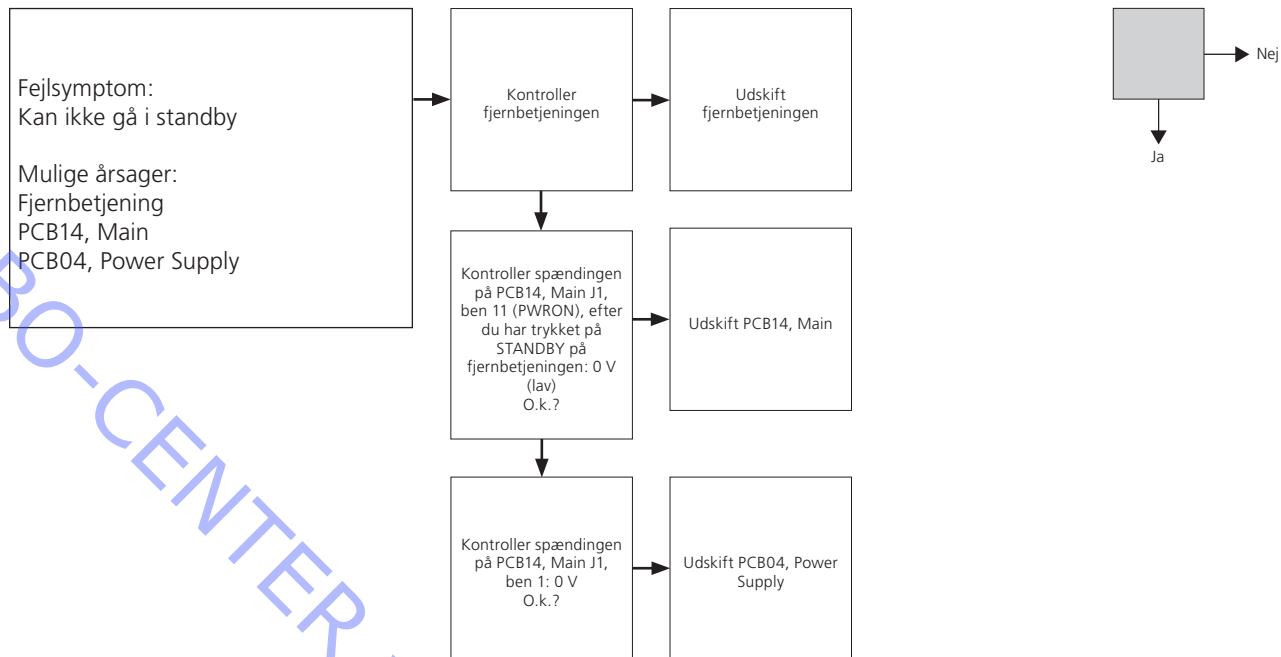 Fejlsymptom:
Kan ikke gå i standby
Mulige årsager:
Fjernbetjening
PCB14, Main
PCB04, Power Supply
Kontroller
fjernbetjeningen
Udskift
fjernbetjeningen
Nej
Ja
Kontroller spændingen
på PCB14, Main J1,
ben 11 (PWRON), efter
du har trykket på
STANDBY på
fjernbetjeningen: 0 V
(lav)
O.k.?
Udskift PCB14, Main
Kontroller spændingen
på PCB14, Main J1,
ben 1: 0 V
O.k.?
Udskift PCB04, Power
Supply
BO-CENTER